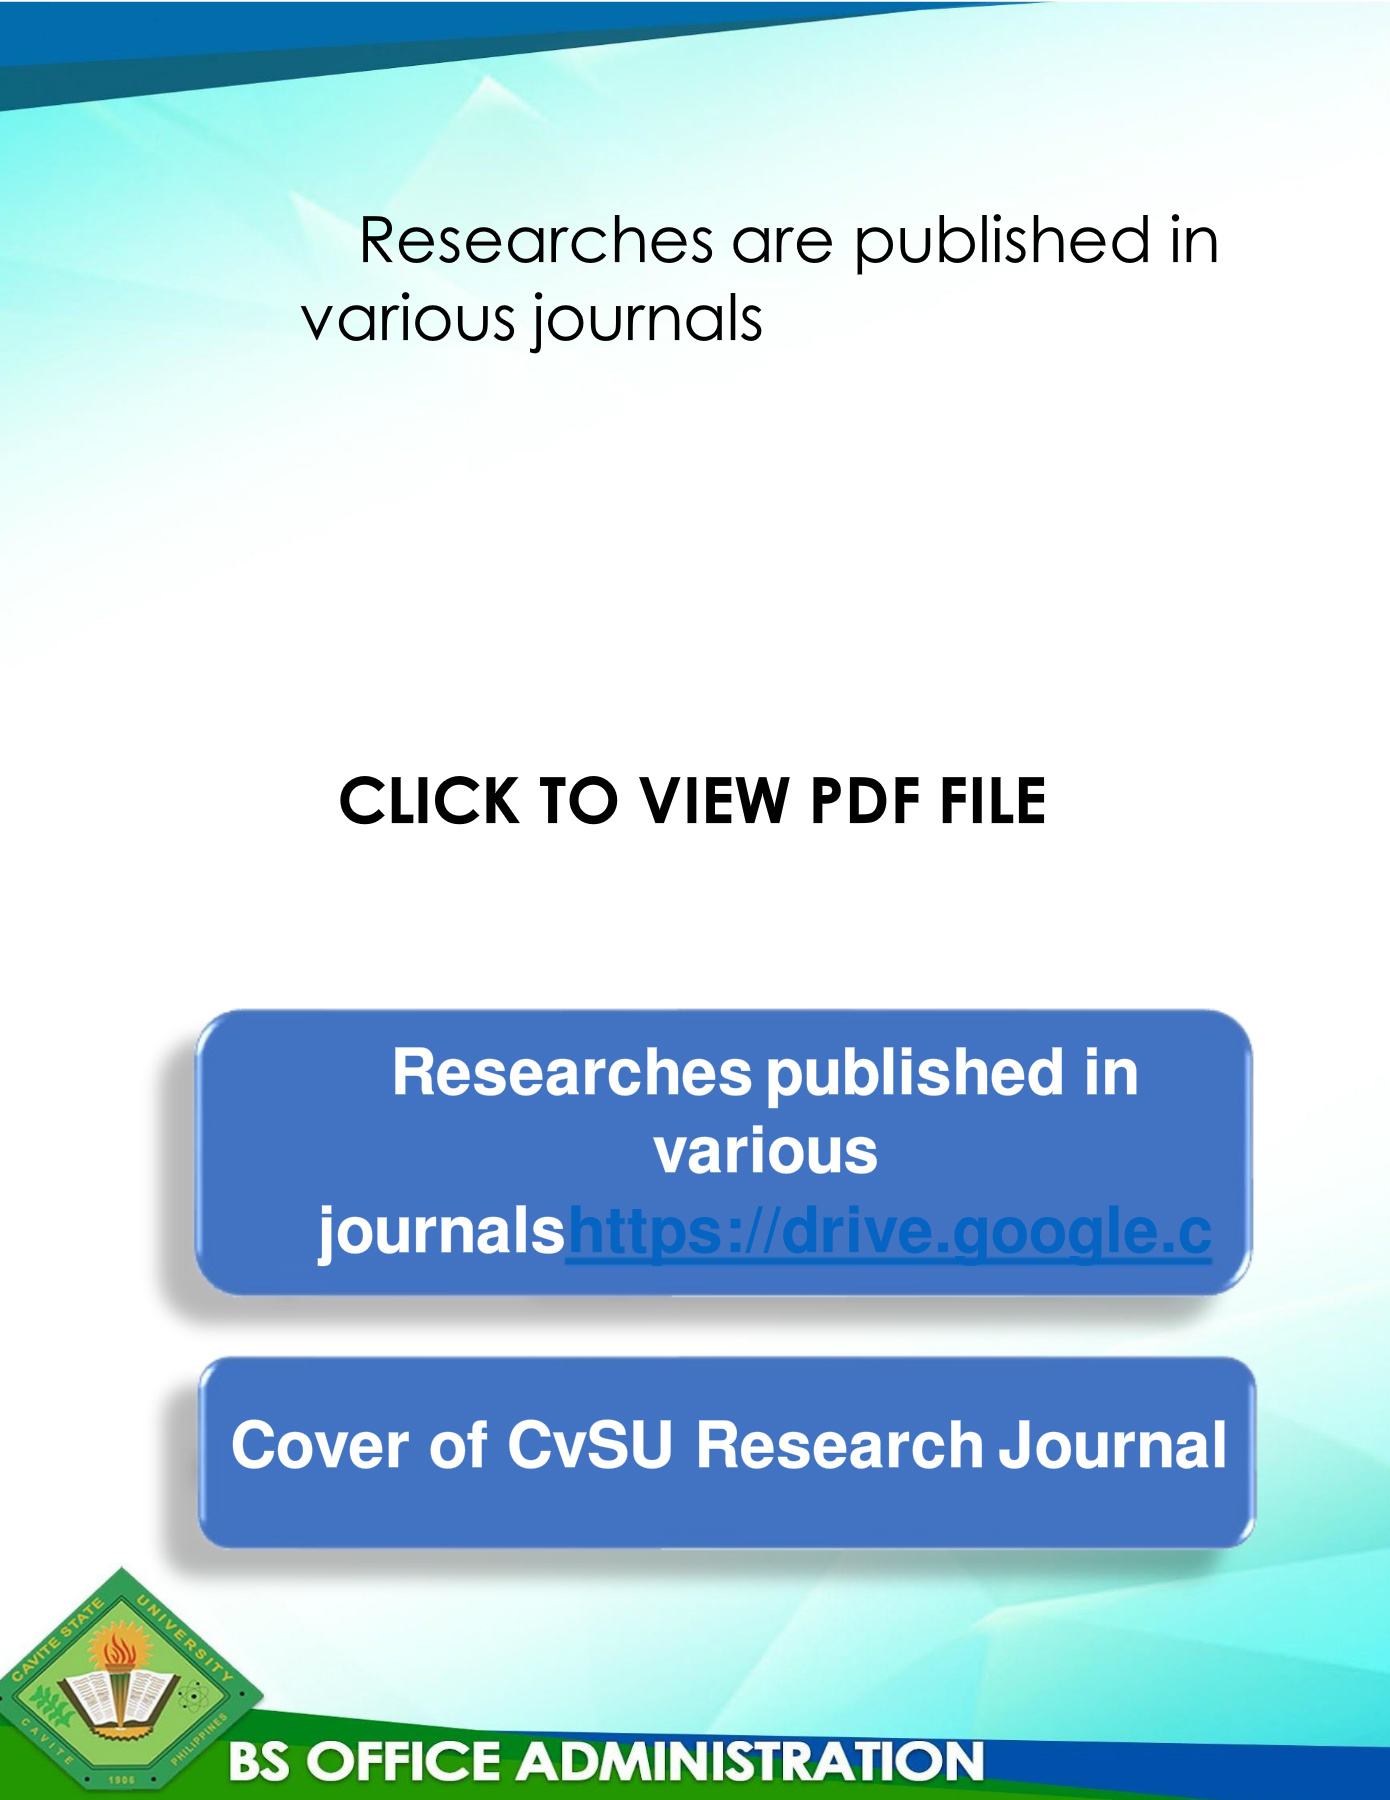 Researches are published in
various journals
CLICK TO VIEW PDF FILE
Researches published in
various
journalshttps://drive.google.c
Cover of CvSU Research Journal
CAVITE STATE UNIVERSITY
CAVITE PHILIPPINES
1906
BS OFFICE ADMINISTRATION